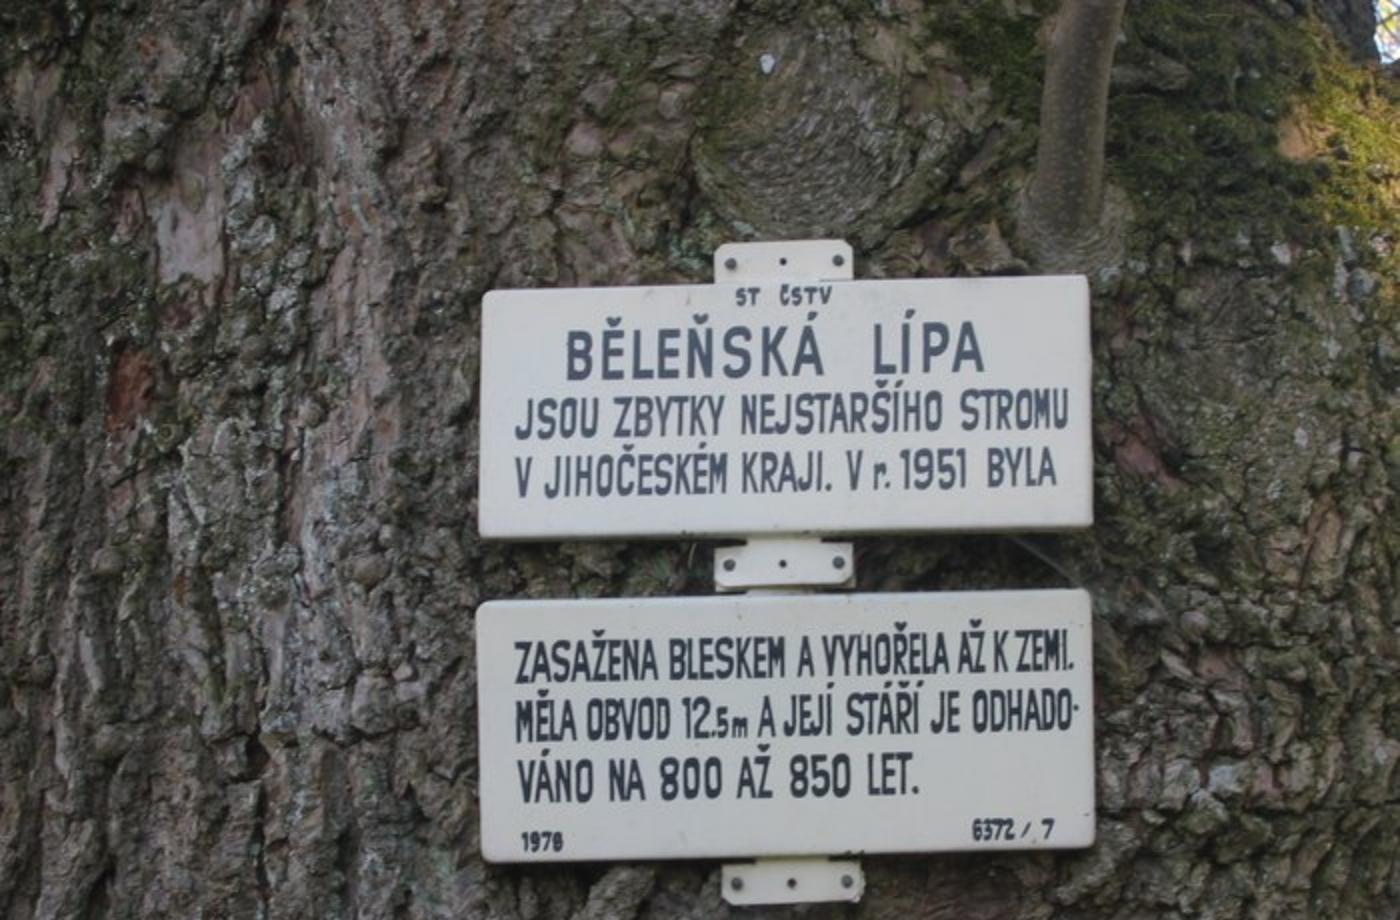 ST ČSTV
BĚLEŇSKÁ LÍPA
JSOU ZBYTKY NEJSTARŠÍHO STROMU
V JIHOČESKÉM KRAJI. V r. 1951 BYLA
ZASAŽENA BLESKEM A VYHOŘELA AŽ K ZEMI.
MĚLA OBVOD 12.5m A JEJÍ STÁŘÍ JE ODHADO-
VÁNO NA 800 AŽ 850 LET.
1978 6372 / 7